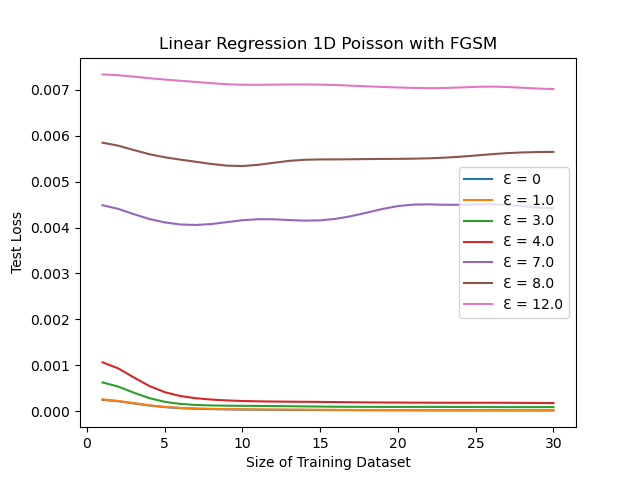 Linear Regression 1D Poisson with FGSM
Test Loss
0.007
0.006
0.005
0.004
0.003
0.002
0.001
0.000
0 5 10 15 20 25 30
Size of Training Dataset
Ɛ = 0
Ɛ = 1.0
Ɛ = 3.0
Ɛ = 4.0
Ɛ = 7.0
Ɛ = 8.0
Ɛ = 12.0